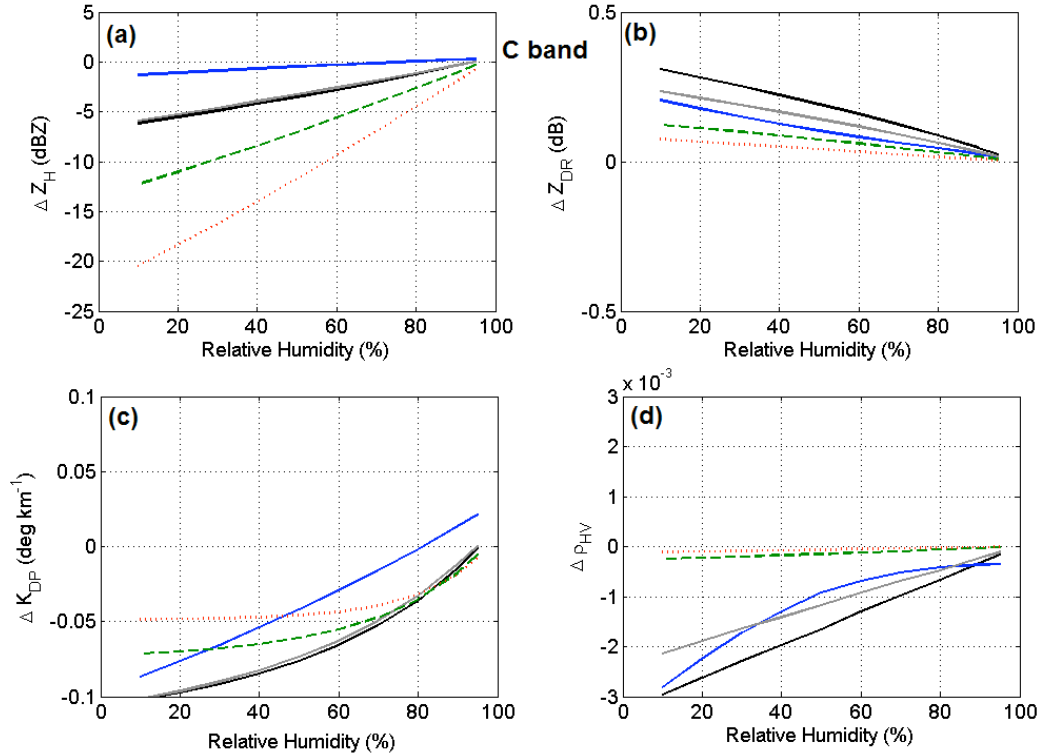 (a)
5
0
-5
-10
-15
-20
-25
Δ Z_H (dBZ)
0 20 40 60 80 100
Relative Humidity (%)
C band
(b)
0.5
0
0.5
Δ Z_DR (dB)
0 20 40 60 80 100
Relative Humidity (%)
(c)
0.1
0.05
0
-0.05
-0.1
Δ K_DP (deg km⁻¹)
0 20 40 60 80 100
Relative Humidity (%)
x 10⁻³
(d)
3
2
1
0
-1
-2
-3
Δ ρ_HV
0 20 40 60 80 100
Relative Humidity (%)